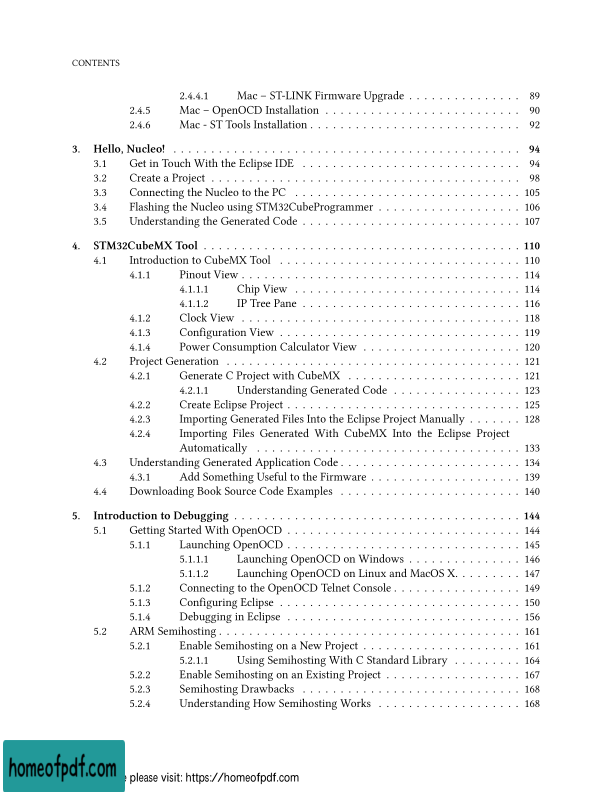 CONTENTS
2.4.4.1 Mac – ST-LINK Firmware Upgrade . . . . . . . . . . . . . . . 89
2.4.5 Mac – OpenOCD Installation . . . . . . . . . . . . . . . . . . . . . . . . . . 90
2.4.6 Mac - ST Tools Installation . . . . . . . . . . . . . . . . . . . . . . . . . . . . 92
3. Hello, Nucleo! . . . . . . . . . . . . . . . . . . . . . . . . . . . . . . . . . . . . . . . . . . . . . . 94
3.1 Get in Touch With the Eclipse IDE . . . . . . . . . . . . . . . . . . . . . . . . . . . . . 94
3.2 Create a Project . . . . . . . . . . . . . . . . . . . . . . . . . . . . . . . . . . . . . . . . . 98
3.3 Connecting the Nucleo to the PC . . . . . . . . . . . . . . . . . . . . . . . . . . . . . . 105
3.4 Flashing the Nucleo using STM32CubeProgrammer . . . . . . . . . . . . . . . . . . . 106
3.5 Understanding the Generated Code . . . . . . . . . . . . . . . . . . . . . . . . . . . . . 107
4. STM32CubeMX Tool . . . . . . . . . . . . . . . . . . . . . . . . . . . . . . . . . . . . . . . . . . 110
4.1 Introduction to CubeMX Tool . . . . . . . . . . . . . . . . . . . . . . . . . . . . . . . . 110
4.1.1 Pinout View . . . . . . . . . . . . . . . . . . . . . . . . . . . . . . . . . . . . . 114
4.1.1.1 Chip View . . . . . . . . . . . . . . . . . . . . . . . . . . . . . . 114
4.1.1.2 IP Tree Pane . . . . . . . . . . . . . . . . . . . . . . . . . . . . . 116
4.1.2 Clock View . . . . . . . . . . . . . . . . . . . . . . . . . . . . . . . . . . . . . 118
4.1.3 Configuration View . . . . . . . . . . . . . . . . . . . . . . . . . . . . . . . . 119
4.1.4 Power Consumption Calculator View . . . . . . . . . . . . . . . . . . . . . 120
4.2 Project Generation . . . . . . . . . . . . . . . . . . . . . . . . . . . . . . . . . . . . . . . 121
4.2.1 Generate C Project with CubeMX . . . . . . . . . . . . . . . . . . . . . . . 121
4.2.1.1 Understanding Generated Code . . . . . . . . . . . . . . . . . 123
4.2.2 Create Eclipse Project . . . . . . . . . . . . . . . . . . . . . . . . . . . . . . . 125
4.2.3 Importing Generated Files Into the Eclipse Project Manually . . . . . . . 128
4.2.4 Importing Files Generated With CubeMX Into the Eclipse Project
Automatically . . . . . . . . . . . . . . . . . . . . . . . . . . . . . . . . . . . 133
4.3 Understanding Generated Application Code . . . . . . . . . . . . . . . . . . . . . . . . 134
4.3.1 Add Something Useful to the Firmware . . . . . . . . . . . . . . . . . . . . 139
4.4 Downloading Book Source Code Examples . . . . . . . . . . . . . . . . . . . . . . . . 140
5. Introduction to Debugging . . . . . . . . . . . . . . . . . . . . . . . . . . . . . . . . . . . . . . 144
5.1 Getting Started With OpenOCD . . . . . . . . . . . . . . . . . . . . . . . . . . . . . . . 144
5.1.1 Launching OpenOCD . . . . . . . . . . . . . . . . . . . . . . . . . . . . . . . 145
5.1.1.1 Launching OpenOCD on Windows . . . . . . . . . . . . . . . 146
5.1.1.2 Launching OpenOCD on Linux and MacOS X. . . . . . . . . 147
5.1.2 Connecting to the OpenOCD Telnet Console . . . . . . . . . . . . . . . . . 149
5.1.3 Configuring Eclipse . . . . . . . . . . . . . . . . . . . . . . . . . . . . . . . . 150
5.1.4 Debugging in Eclipse . . . . . . . . . . . . . . . . . . . . . . . . . . . . . . . 156
5.2 ARM Semihosting . . . . . . . . . . . . . . . . . . . . . . . . . . . . . . . . . . . . . . . . 161
5.2.1 Enable Semihosting on a New Project . . . . . . . . . . . . . . . . . . . . . 161
5.2.1.1 Using Semihosting With C Standard Library . . . . . . . . . 164
5.2.2 Enable Semihosting on an Existing Project . . . . . . . . . . . . . . . . . . 167
5.2.3 Semihosting Drawbacks . . . . . . . . . . . . . . . . . . . . . . . . . . . . . 168
5.2.4 Understanding How Semihosting Works . . . . . . . . . . . . . . . . . . . 168
homeofpdf.com
please visit: https://homeofpdf.com